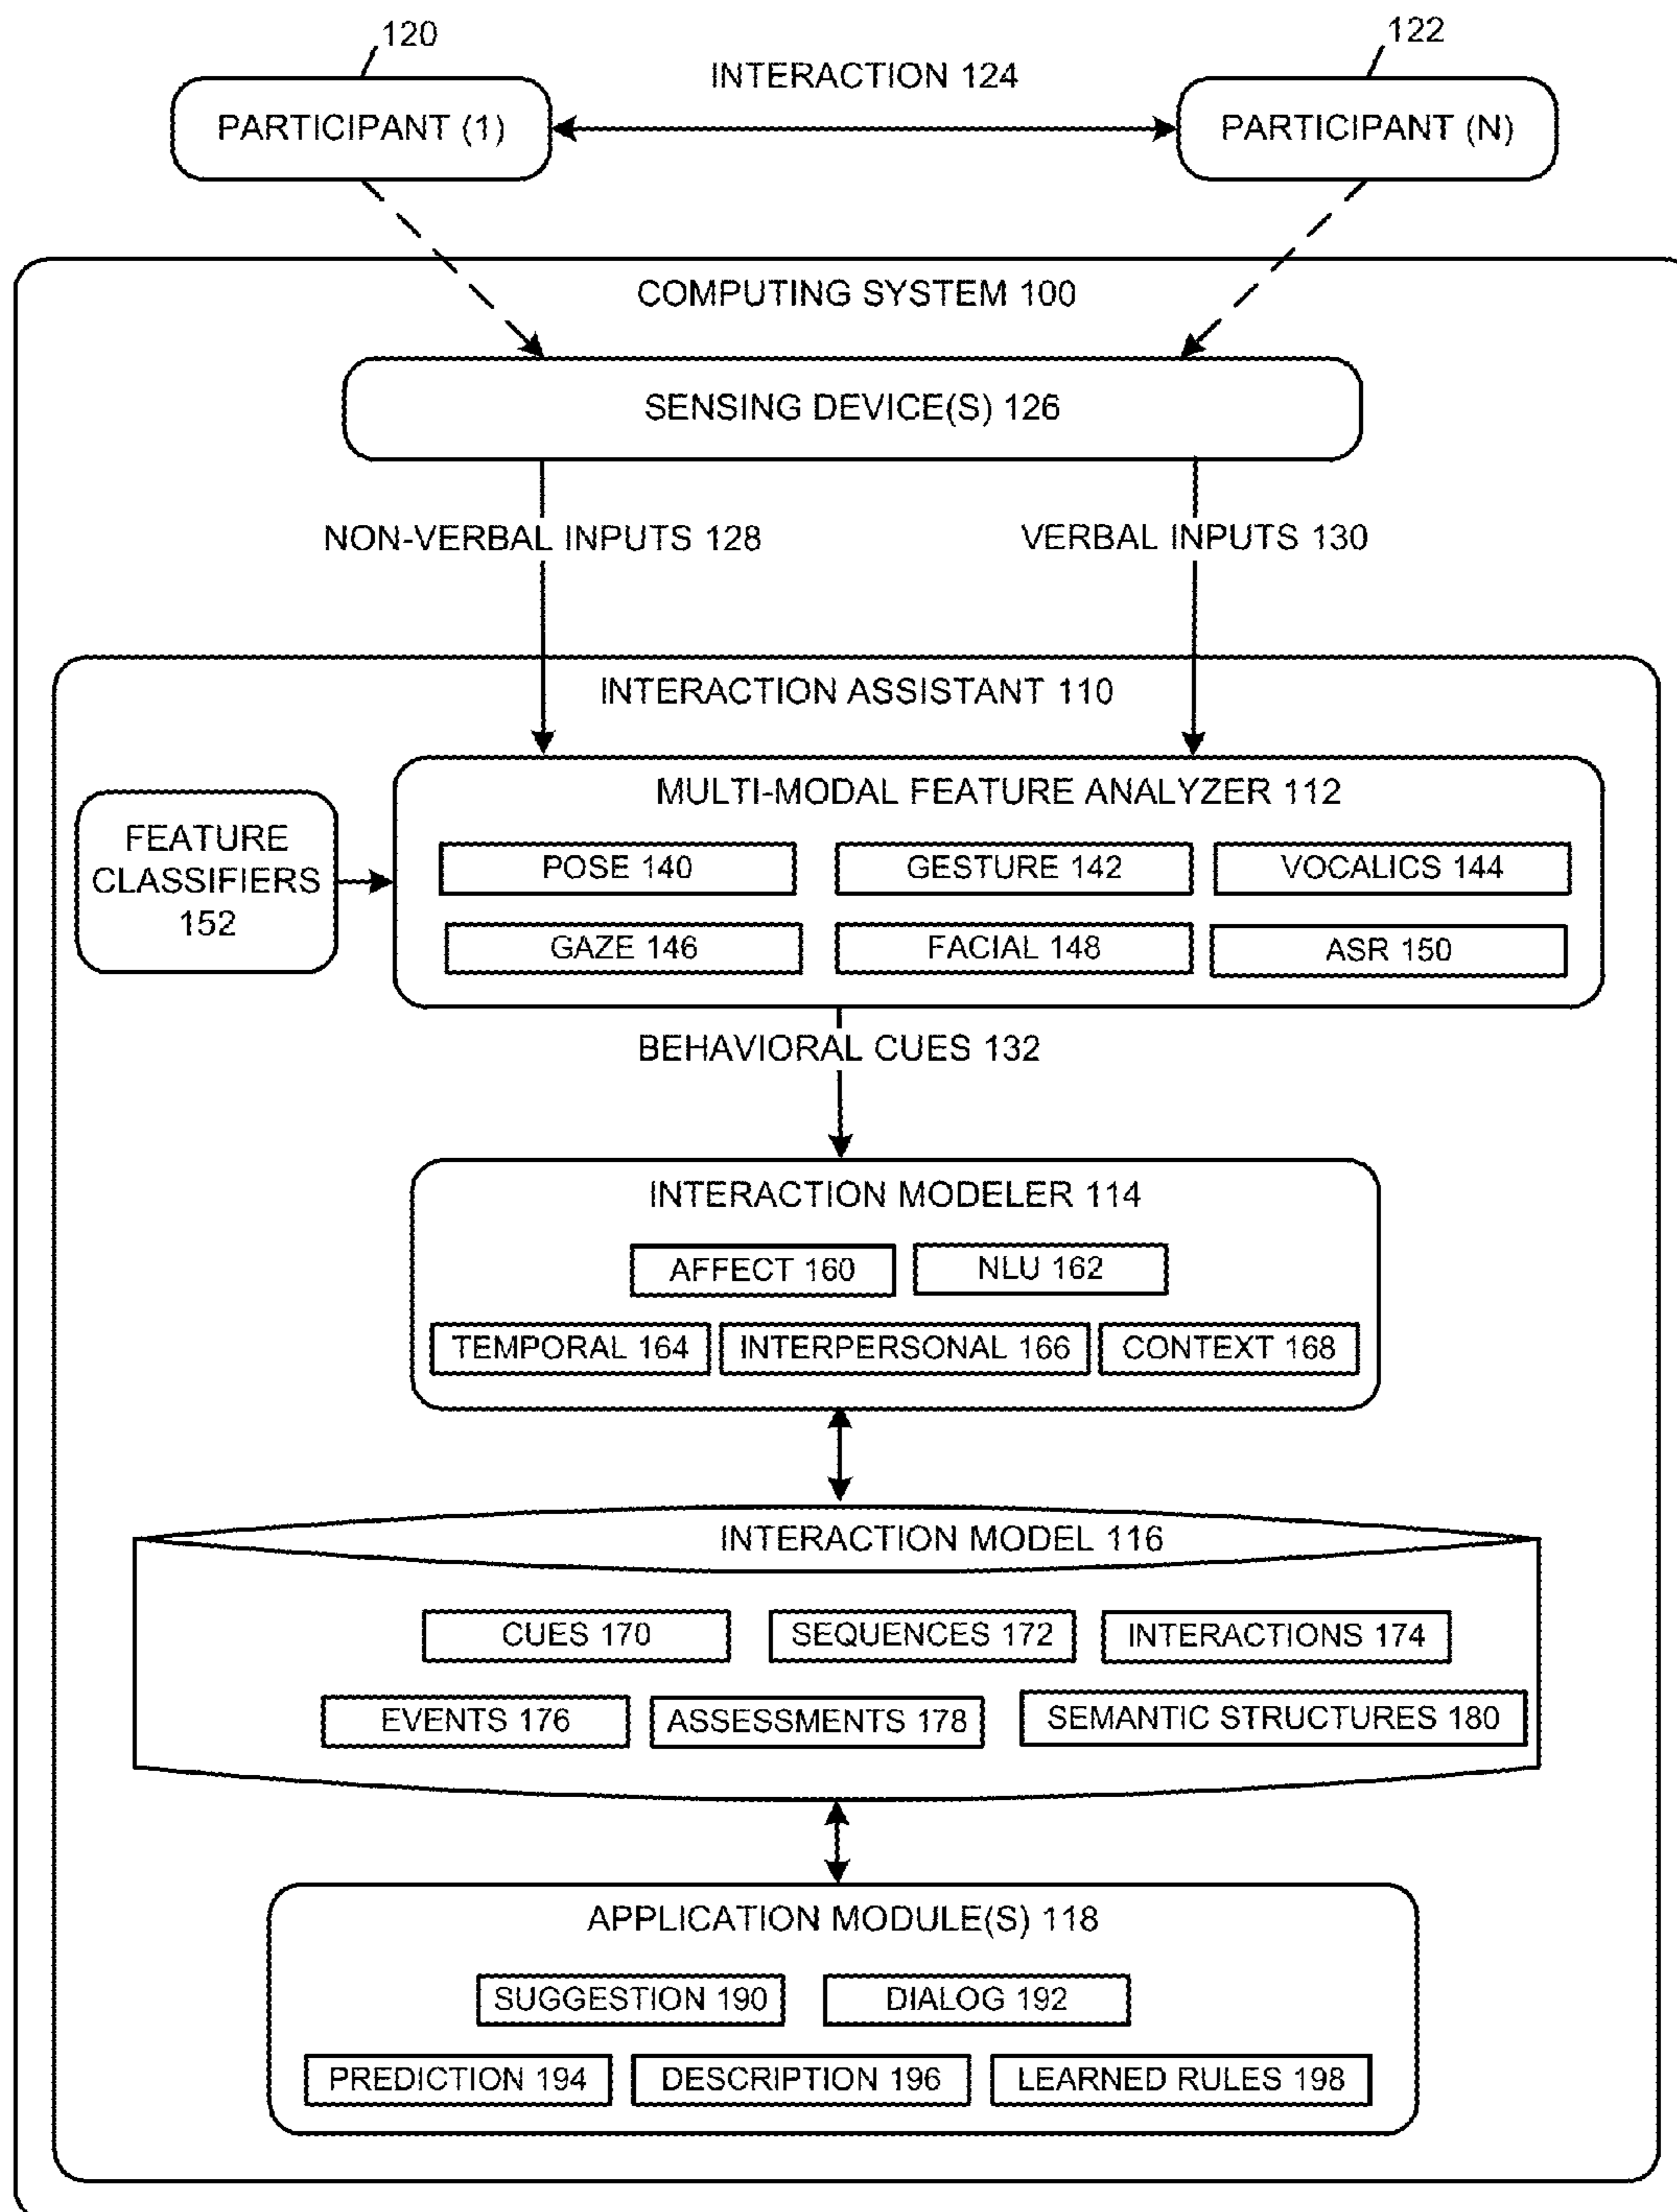 120
122
INTERACTION 124
PARTICIPANT (1)
PARTICIPANT (N)
COMPUTING SYSTEM 100
SENSING DEVICE(S) 126
NON-VERBAL INPUTS 128
VERBAL INPUTS 130
INTERACTION ASSISTANT 110
MULTI-MODAL FEATURE ANALYZER 112
FEATURE
CLASSIFIERS
152
POSE 140
GESTURE 142
VOCALICS 144
GAZE 146
FACIAL 148
ASR 150
BEHAVIORAL CUES 132
INTERACTION MODELER 114
AFFECT 160
NLU 162
TEMPORAL 164
INTERPERSONAL 166
CONTEXT 168
INTERACTION MODEL 116
CUES 170
SEQUENCES 172
INTERACTIONS 174
EVENTS 176
ASSESSMENTS 178
SEMANTIC STRUCTURES 180
APPLICATION MODULE(S) 118
SUGGESTION 190
DIALOG 192
PREDICTION 194
DESCRIPTION 196
LEARNED RULES 198